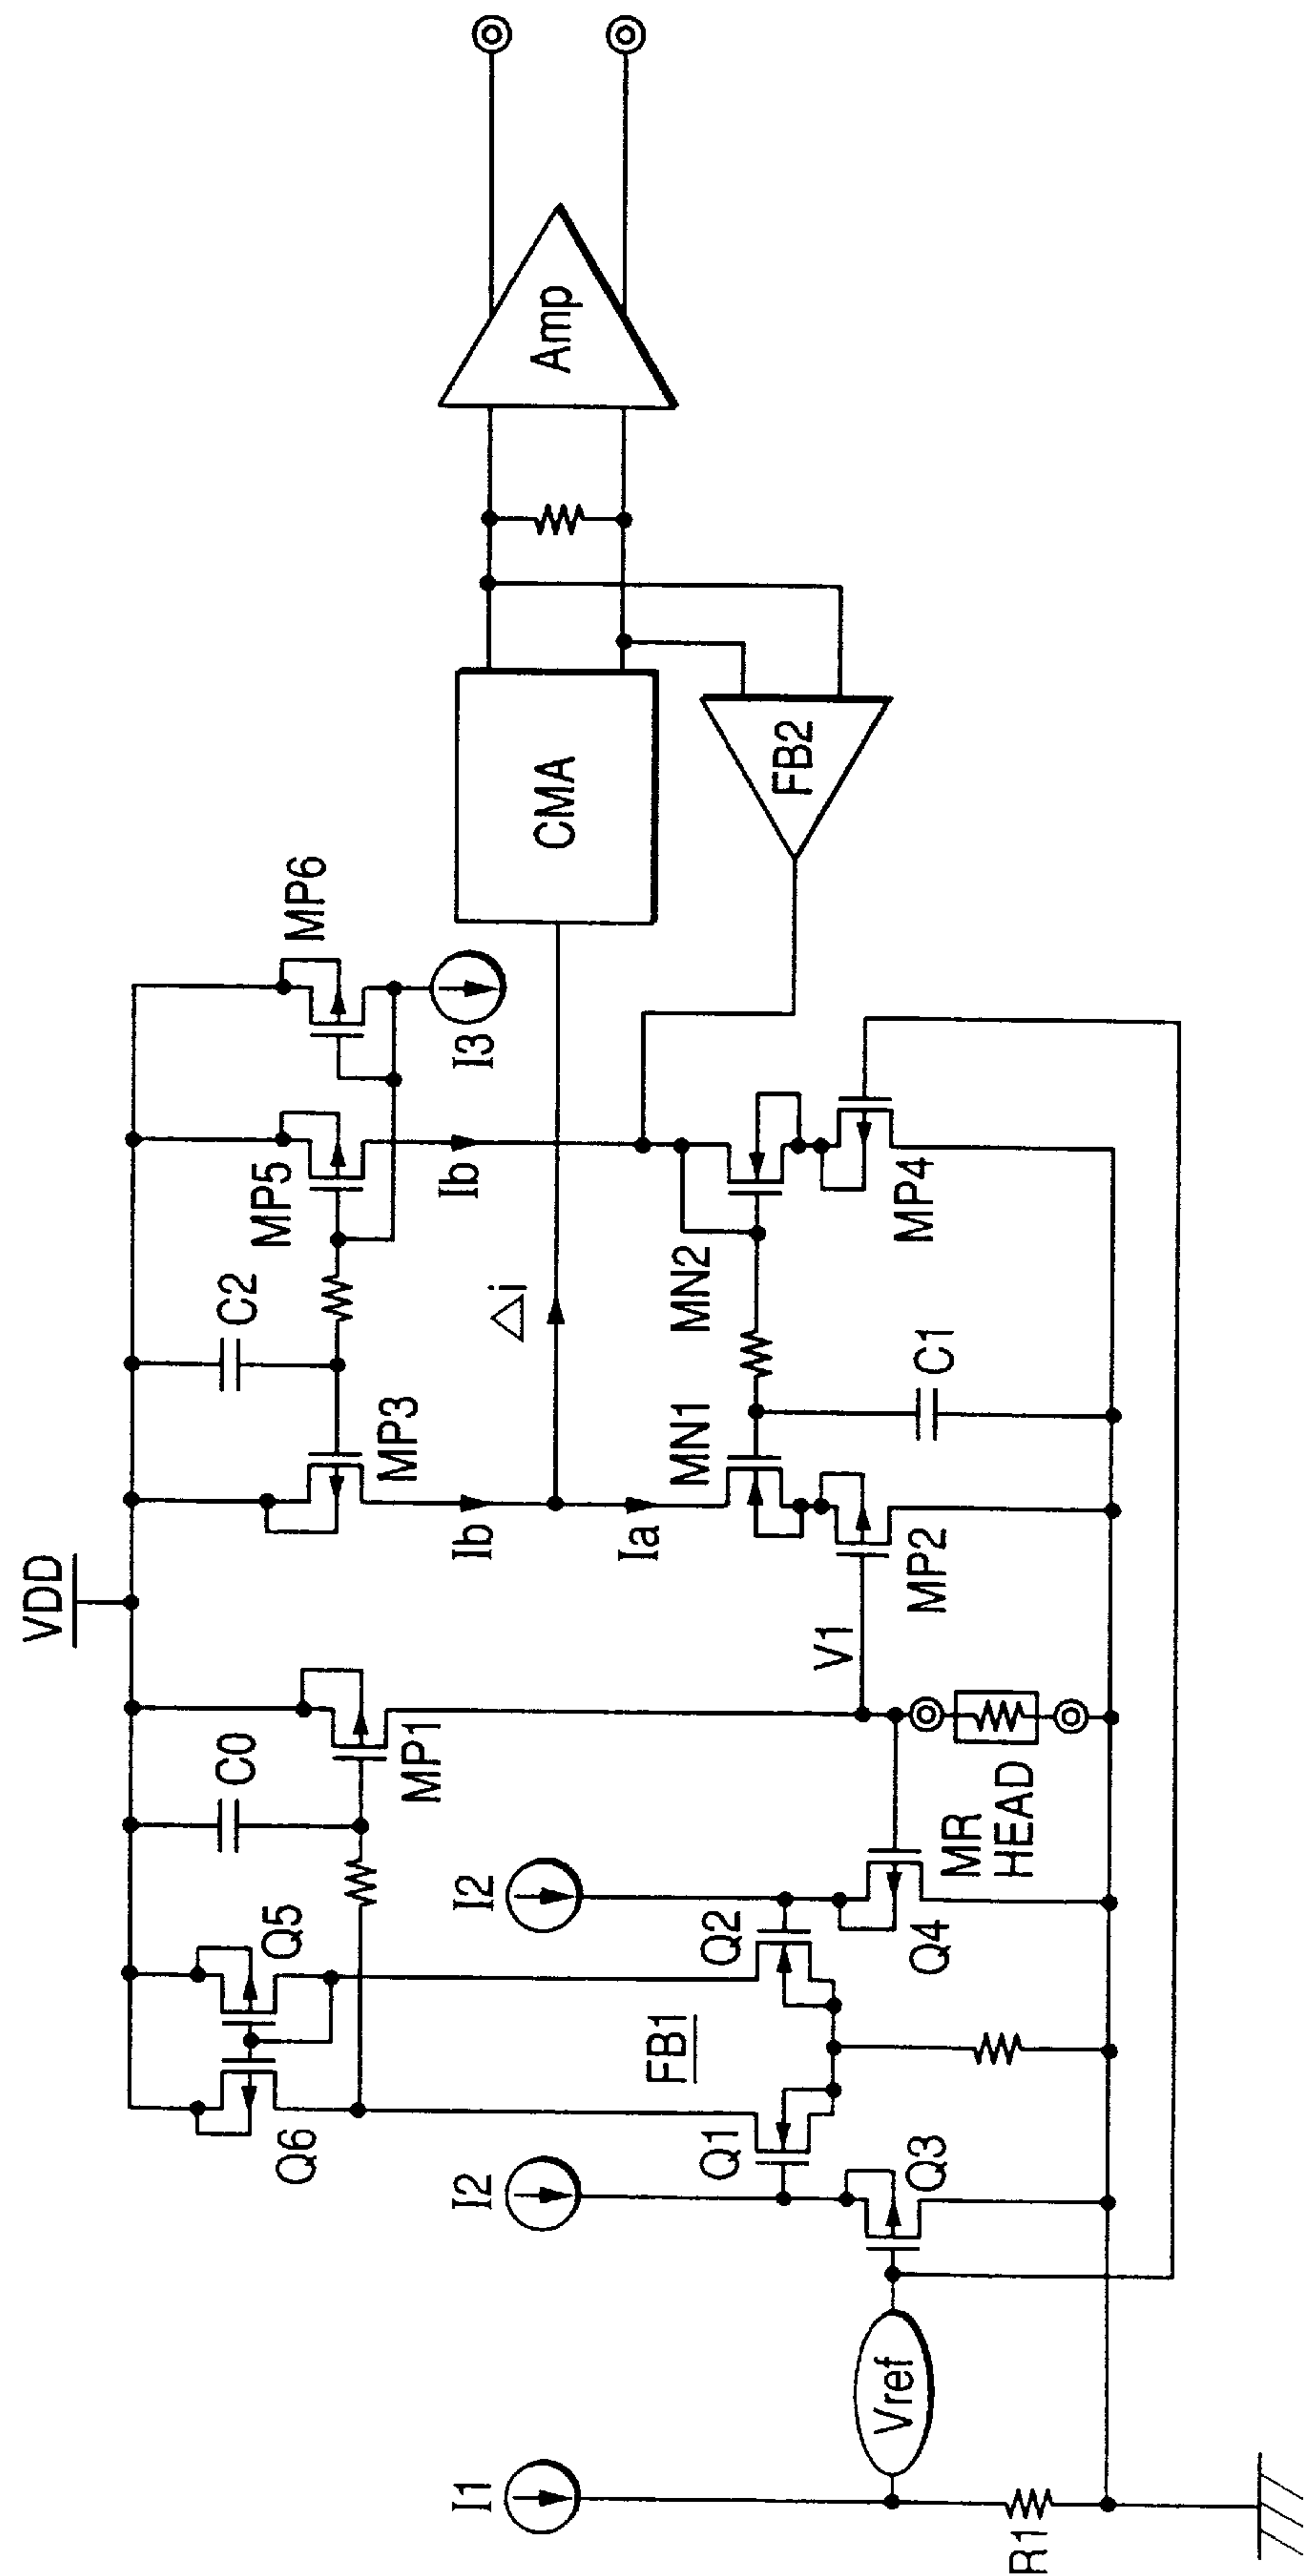 VDD
C0
C2
Q5
Q6
MP1
MP3
MP5
MP6
I1
I2
I2
I3
Ib
Ib
Ia
△i
CMA
Amp
FB1
FB2
Q1
Q2
MN1
MN2
V1
Vref
Q3
Q4
MR
HEAD
MP2
C1
MP4
R1